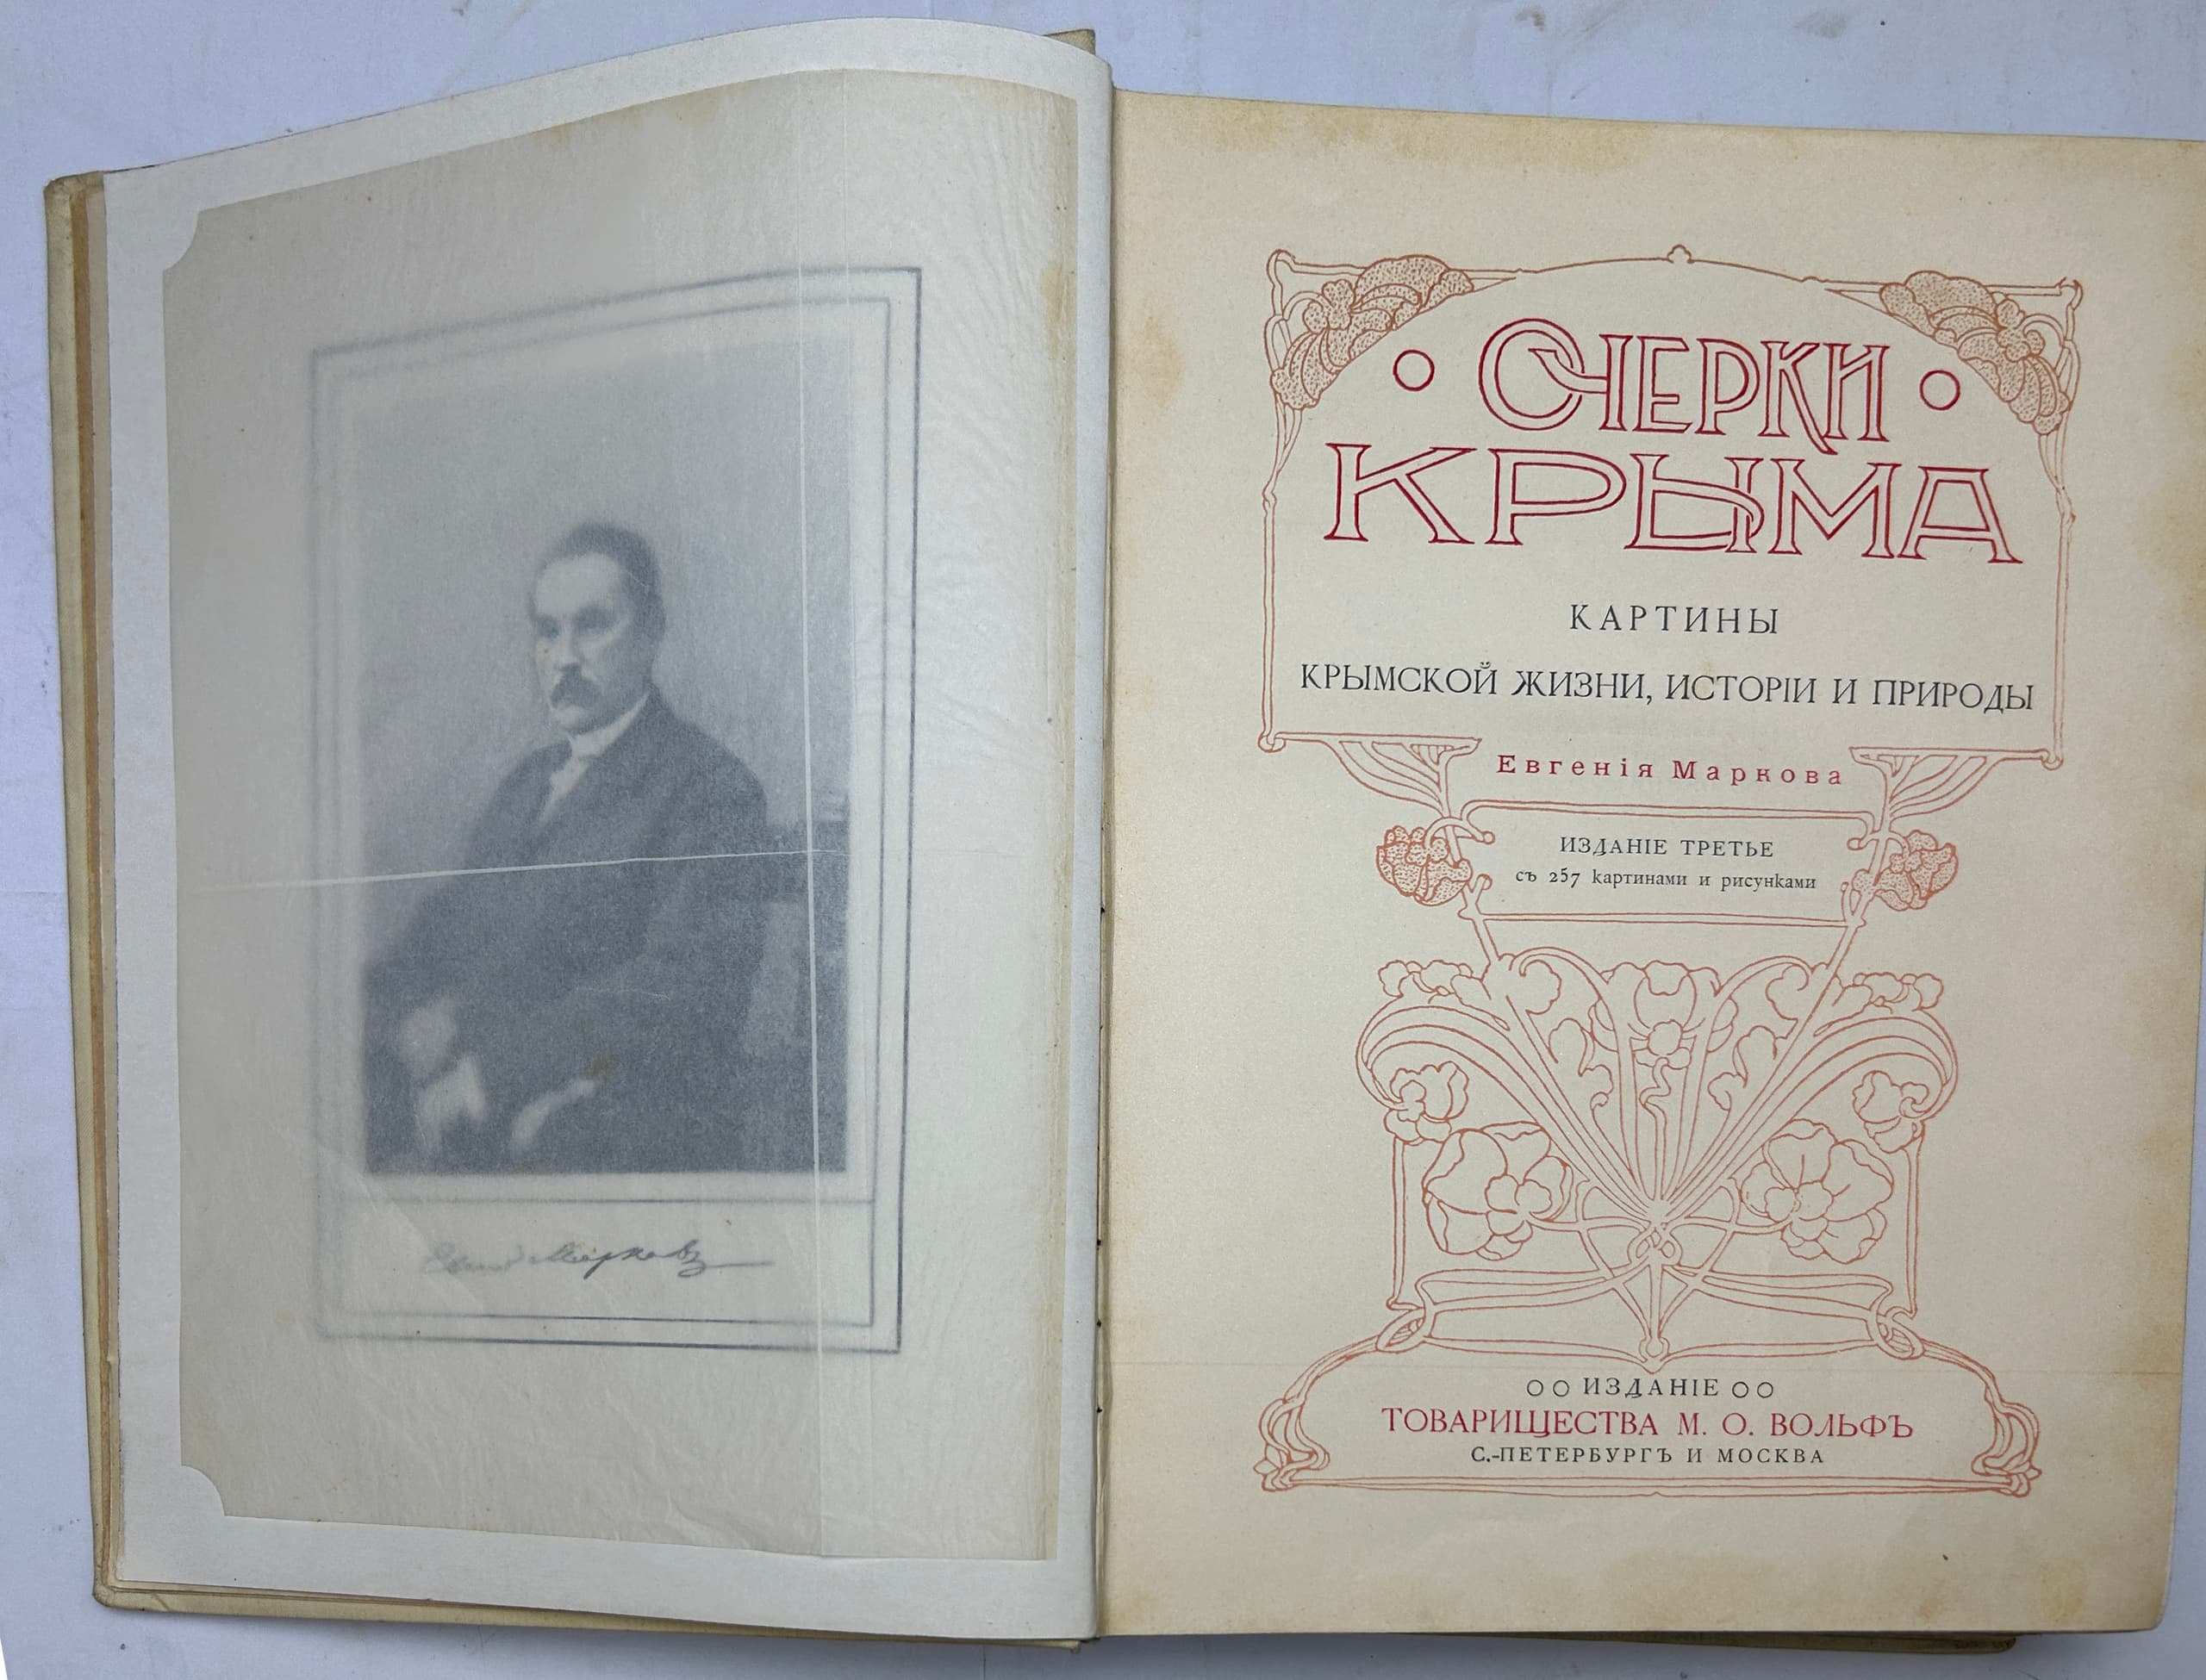 Марковъ
ОЧЕРКИ
КРЫМА
КАРТИНЫ
КРЫМСКОЙ ЖИЗНИ, ИСТОРІИ И ПРИРОДЫ
Евгенія Маркова
ИЗДАНІЕ ТРЕТЬЕ
съ 257 картинами и рисунками
ИЗДАНІЕ
ТОВАРИЩЕСТВА М. О. ВОЛЬФЪ
С.-ПЕТЕРБУРГЪ И МОСКВА